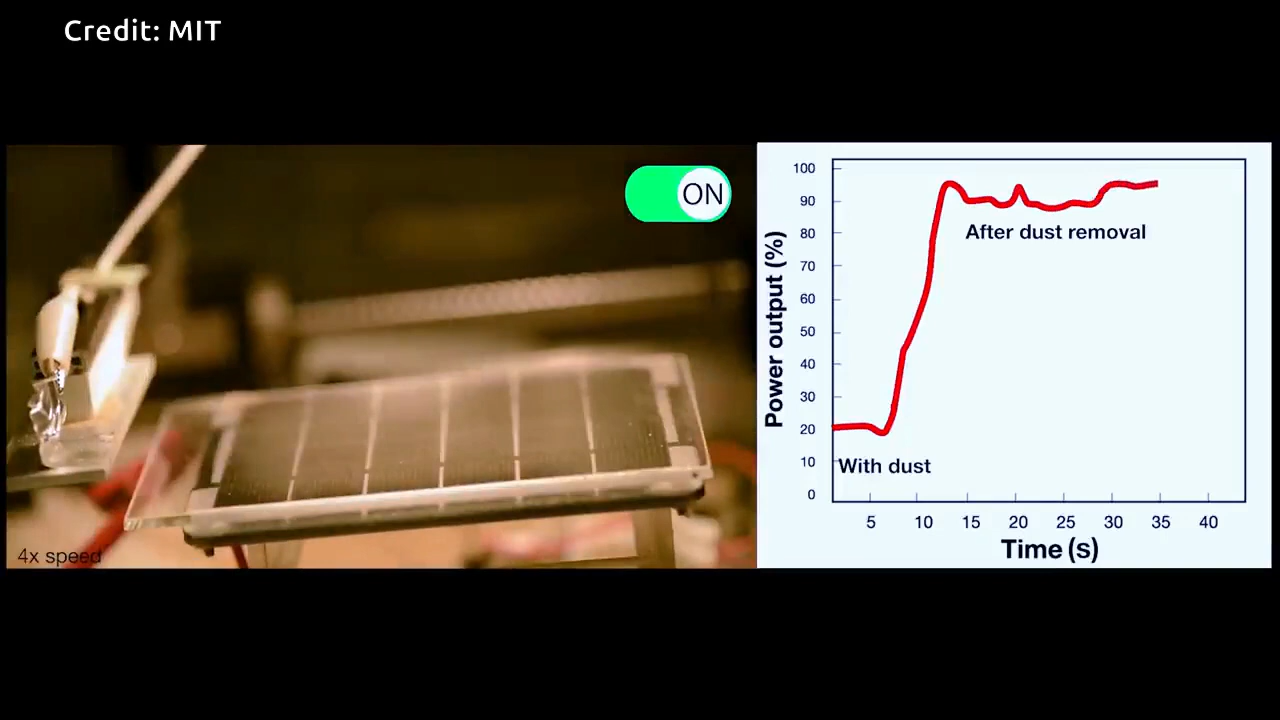 Credit: MIT
ON
4x speed
Power output (%)
100
90
80
70
60
50
40
30
20
10
0
After dust removal
With dust
5 10 15 20 25 30 35 40
Time (s)